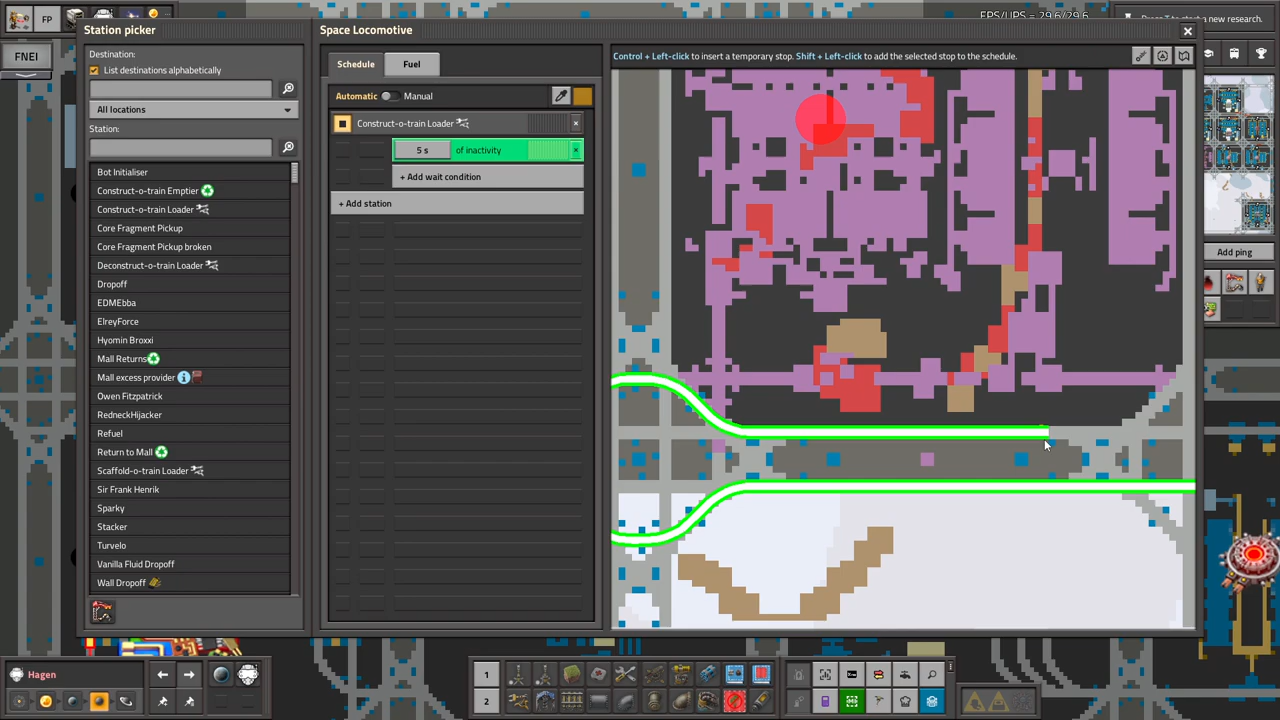 FP
FNEI
FPS/UPS = 29.6/29.6
Station picker
Destination:
List destinations alphabetically
All locations
Station:
Bot Initialiser
Construct-o-train Emptier
Construct-o-train Loader
Core Fragment Pickup
Core Fragment Pickup broken
Deconstruct-o-train Loader
Dropoff
EDMEbba
ElreyForce
Hyomin Broxxi
Mall Returns
Mall excess provider
Owen Fitzpatrick
RedneckHijacker
Refuel
Return to Mall
Scaffold-o-train Loader
Sir Frank Henrik
Sparky
Stacker
Turvelo
Vanilla Fluid Dropoff
Wall Dropoff
Space Locomotive
Schedule
Fuel
Automatic
Manual
Construct-o-train Loader
5 s
of inactivity
+ Add wait condition
+ Add station
Control + Left-click to insert a temporary stop. Shift + Left-click to add the selected stop to the schedule.
new research.
Add ping
Hagen
1
2